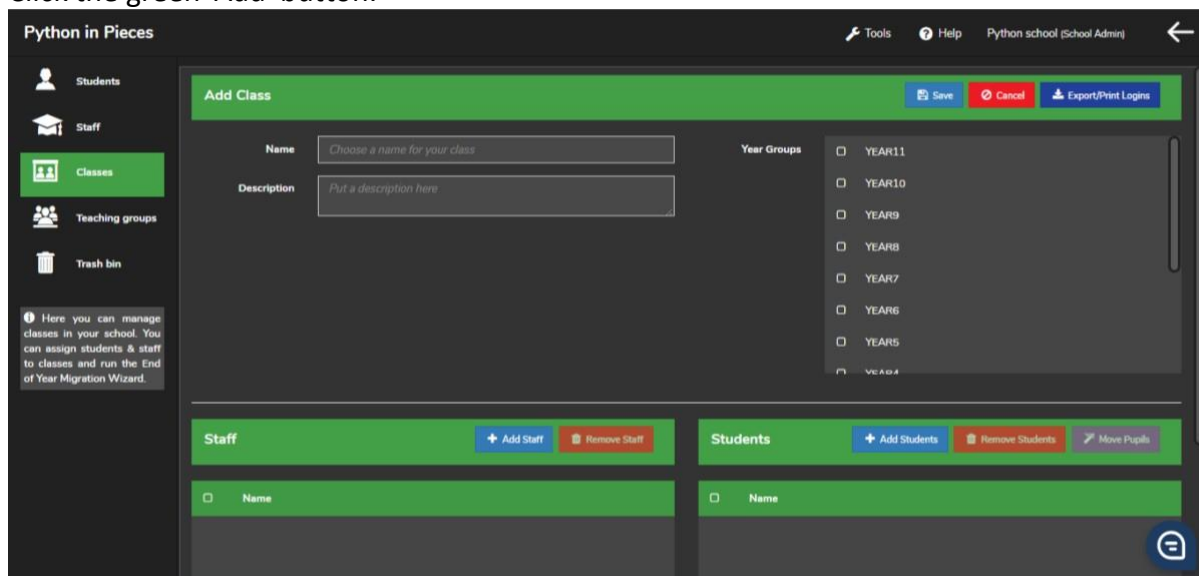 Click the green 'Add' button.
Python in Pieces
Tools
Help
Python school (School Admin)
Students
Staff
Classes
Teaching groups
Trash bin
Here you can manage
classes in your school. You
can assign students & staff
to classes and run the End
of Year Migration Wizard.
Add Class
Save
Cancel
Export/Print Logins
Name
Choose a name for your class
Description
Put a description here
Year Groups
YEAR11
YEAR10
YEAR9
YEAR8
YEAR7
YEAR6
YEAR5
YEAR4
Staff
Add Staff
Remove Staff
Name
Students
Add Students
Remove Students
Move Pupils
Name